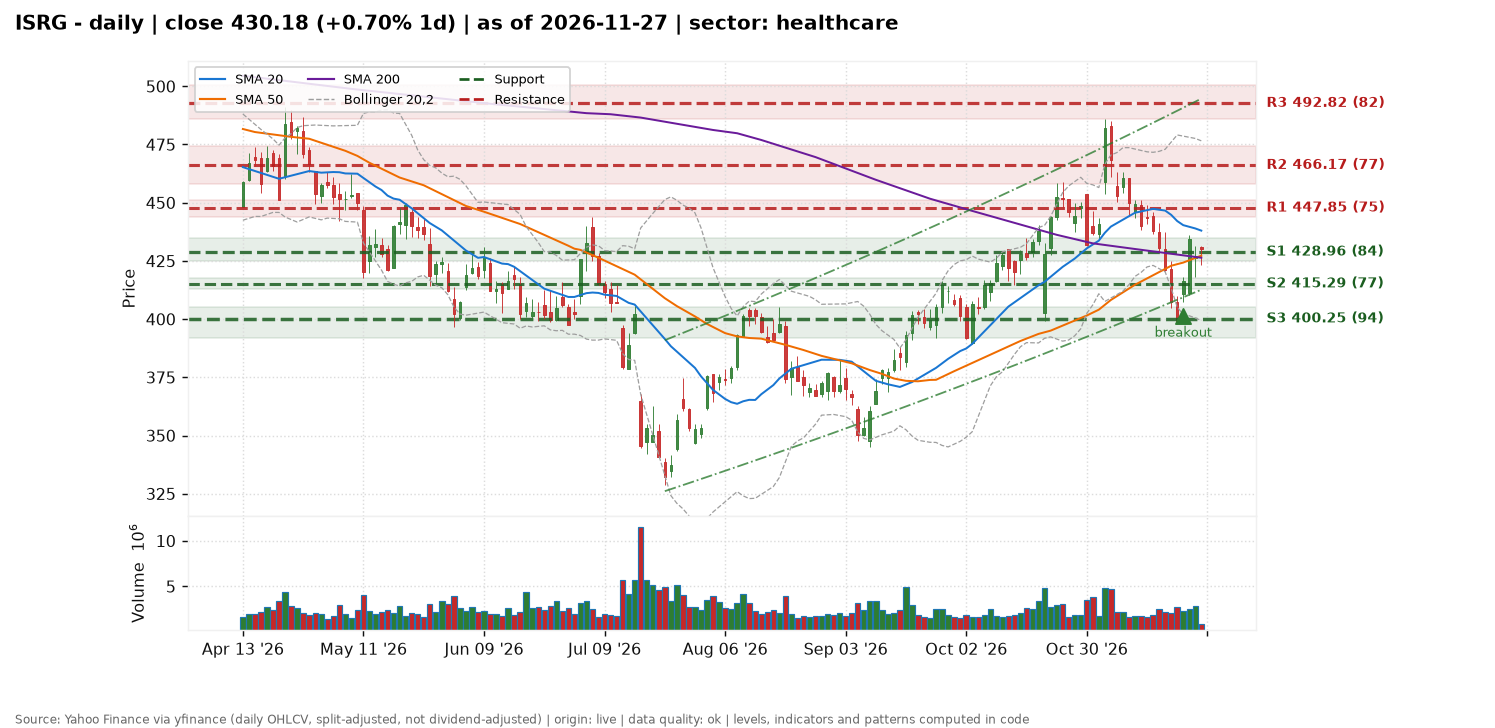 ISRG - daily | close 430.18 (+0.70% 1d) | as of 2026-11-27 | sector: healthcare
SMA 20
SMA 50
SMA 200
Bollinger 20,2
Support
Resistance
Price
500
475
450
425
400
375
350
325
R3 492.82 (82)
R2 466.17 (77)
R1 447.85 (75)
S1 428.96 (84)
S2 415.29 (77)
S3 400.25 (94)
breakout
Volume 10⁶
10
5
Apr 13 '26
May 11 '26
Jun 09 '26
Jul 09 '26
Aug 06 '26
Sep 03 '26
Oct 02 '26
Oct 30 '26
Source: Yahoo Finance via yfinance (daily OHLCV, split-adjusted, not dividend-adjusted) | origin: live | data quality: ok | levels, indicators and patterns computed in code